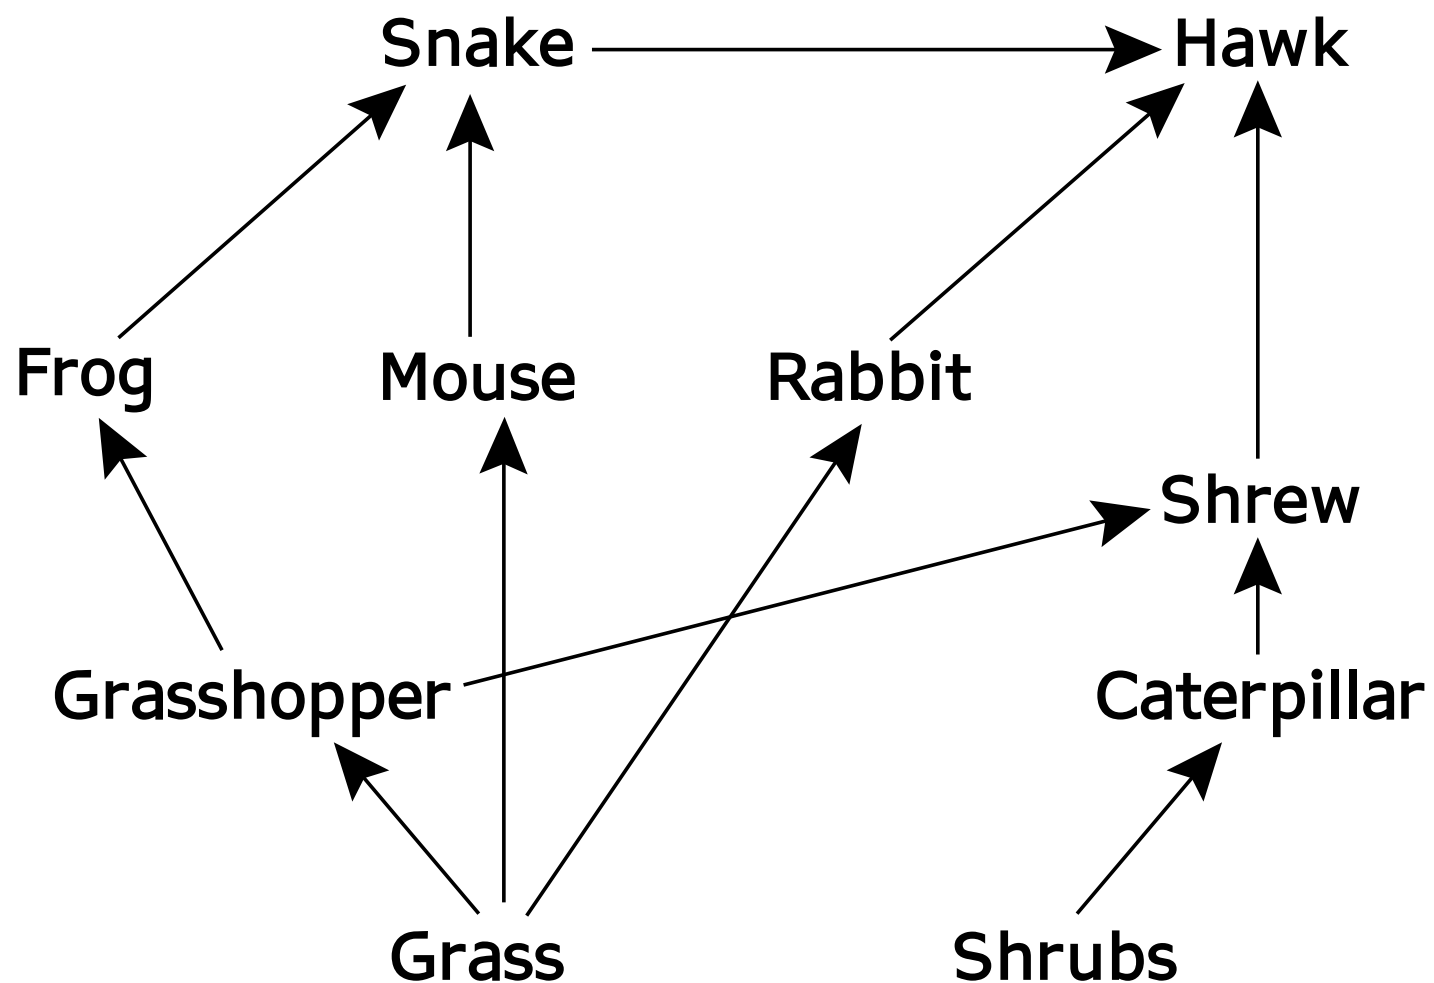 Snake
Hawk
Frog
Mouse
Rabbit
Shrew
Grasshopper
Caterpillar
Grass
Shrubs